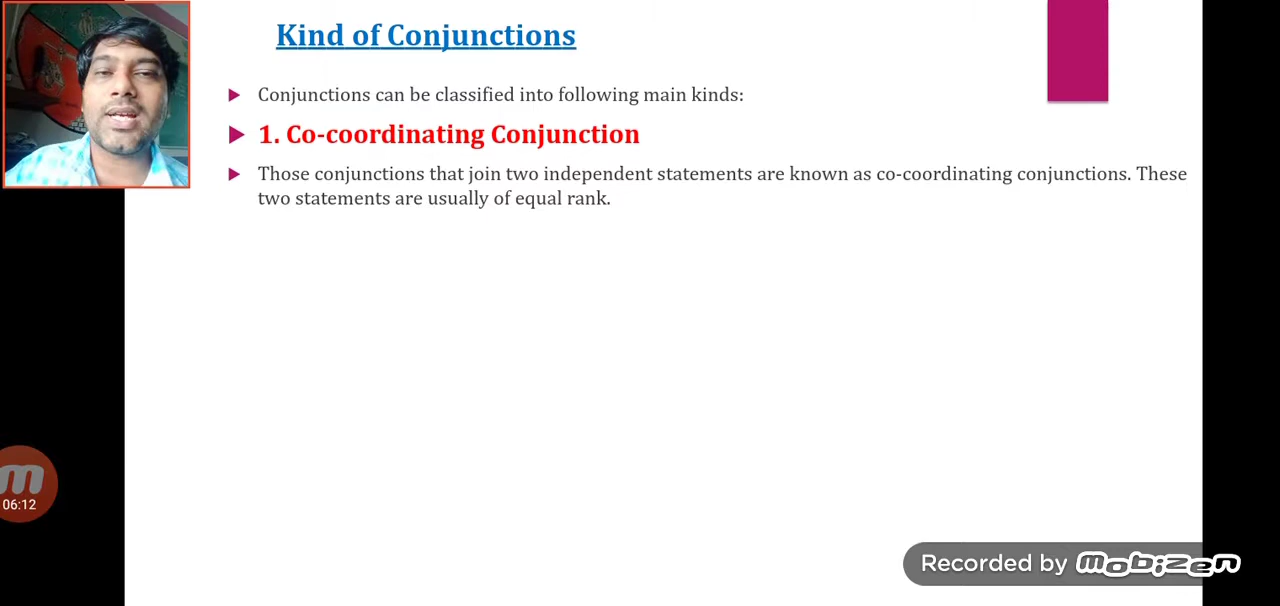 Kind of Conjunctions
Conjunctions can be classified into following main kinds:
1. Co-coordinating Conjunction
Those conjunctions that join two independent statements are known as co-coordinating conjunctions. These
two statements are usually of equal rank.
m
06:12
Recorded by mobizen